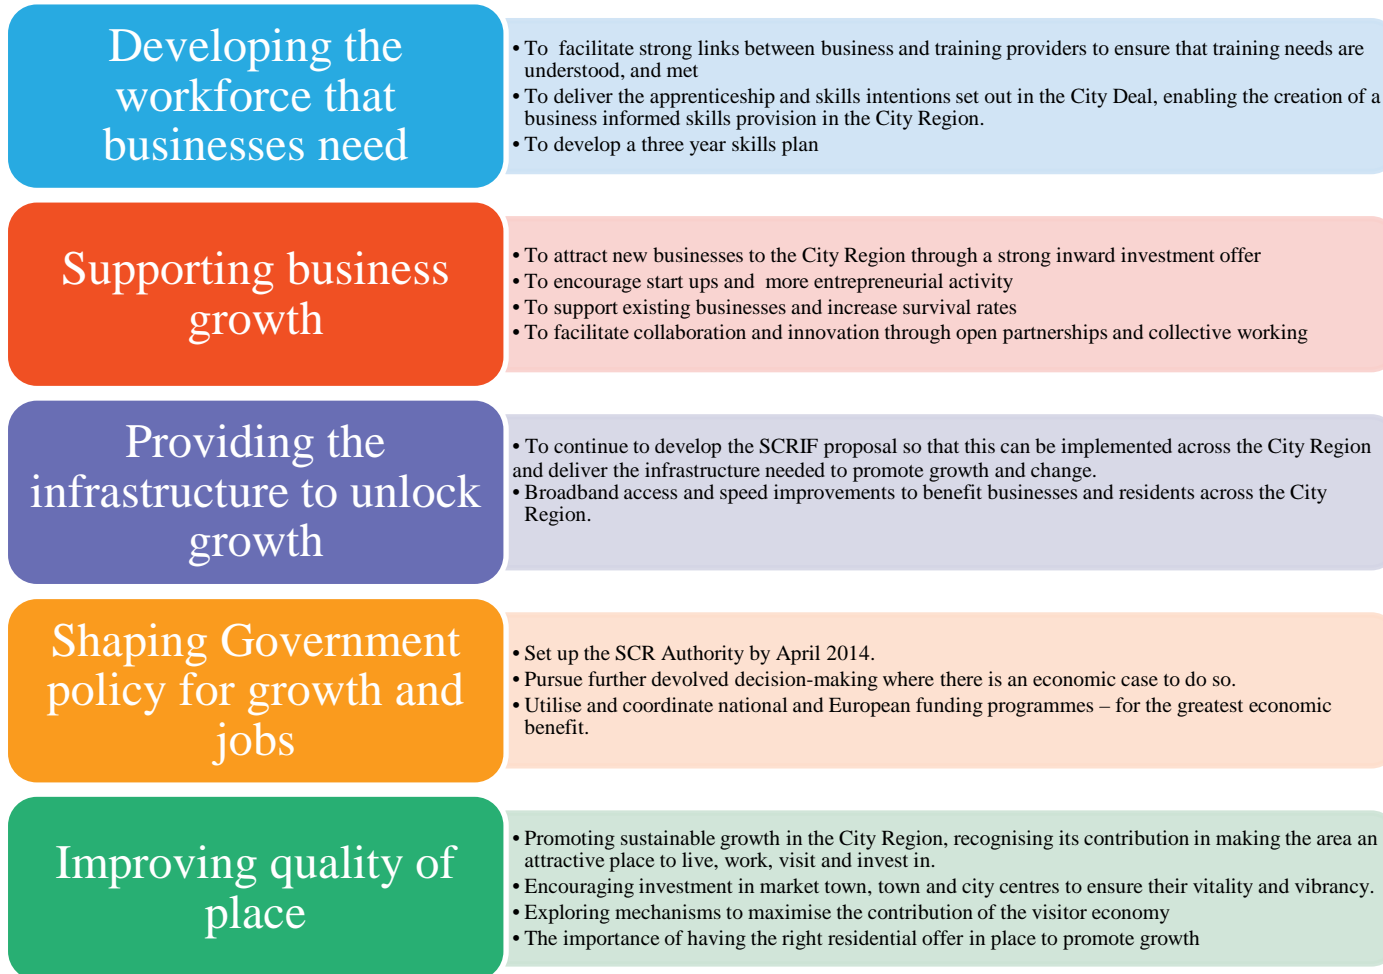 Developing the
workforce that
businesses need
• To facilitate strong links between business and training providers to ensure that training needs are
understood, and met
• To deliver the apprenticeship and skills intentions set out in the City Deal, enabling the creation of a
business informed skills provision in the City Region.
• To develop a three year skills plan
Supporting business
growth
• To attract new businesses to the City Region through a strong inward investment offer
• To encourage start ups and more entrepreneurial activity
• To support existing businesses and increase survival rates
• To facilitate collaboration and innovation through open partnerships and collective working
Providing the
infrastructure to unlock
growth
• To continue to develop the SCRIF proposal so that this can be implemented across the City Region
and deliver the infrastructure needed to promote growth and change.
• Broadband access and speed improvements to benefit businesses and residents across the City
Region.
Shaping Government
policy for growth and
jobs
• Set up the SCR Authority by April 2014.
• Pursue further devolved decision-making where there is an economic case to do so.
• Utilise and coordinate national and European funding programmes – for the greatest economic
benefit.
Improving quality of
place
• Promoting sustainable growth in the City Region, recognising its contribution in making the area an
attractive place to live, work, visit and invest in.
• Encouraging investment in market town, town and city centres to ensure their vitality and vibrancy.
• Exploring mechanisms to maximise the contribution of the visitor economy
• The importance of having the right residential offer in place to promote growth